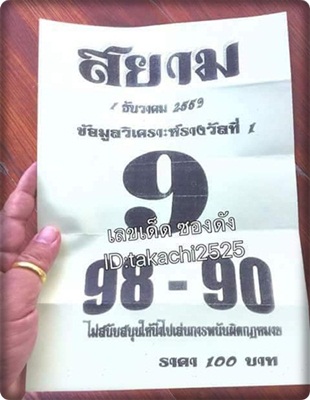 สยาม
1 ธันวาคม 2559
ข้อมูลวิเคราะห์รางวัลที่ 1
9
เลขเด็ด ซองดัง
ID:takachi2525
98 - 90
ไม่สนับสนุนให้นำไปเล่นการพนันผิดกฎหมาย
ราคา 100 บาท